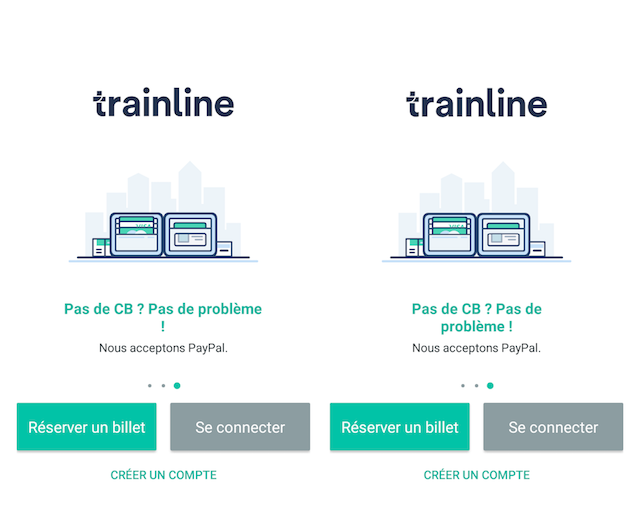 trainline
VISA
Pas de CB ? Pas de problème
!
Nous acceptons PayPal.
Réserver un billet
Se connecter
CRÉER UN COMPTE
trainline
VISA
Pas de CB ? Pas de
problème !
Nous acceptons PayPal.
Réserver un billet
Se connecter
CRÉER UN COMPTE